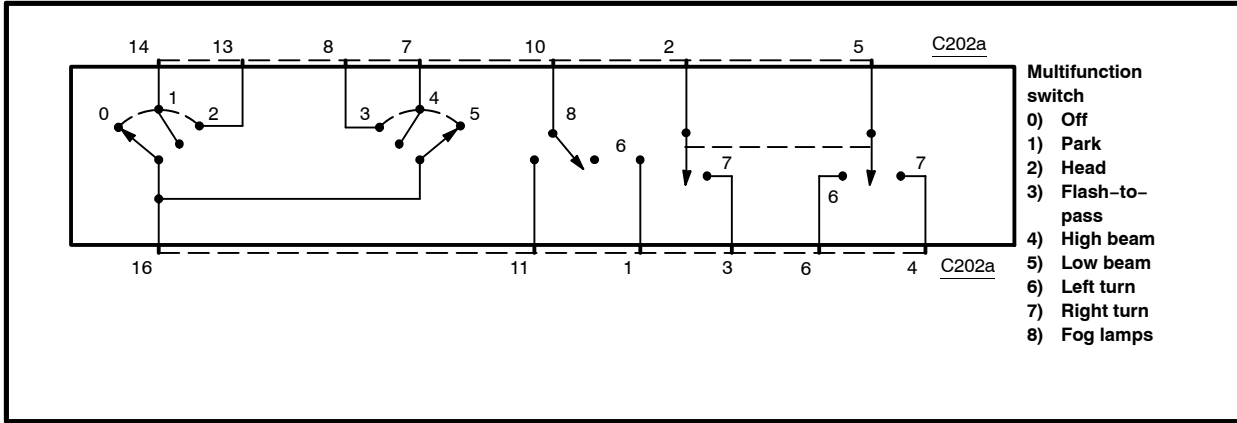 14 13 8 7 10 2 5 C202a
0 1 2 3 4 5 8 6 7 6 7
16 11 1 3 6 4 C202a
Multifunction
switch
0) Off
1) Park
2) Head
3) Flash−to−
pass
4) High beam
5) Low beam
6) Left turn
7) Right turn
8) Fog lamps